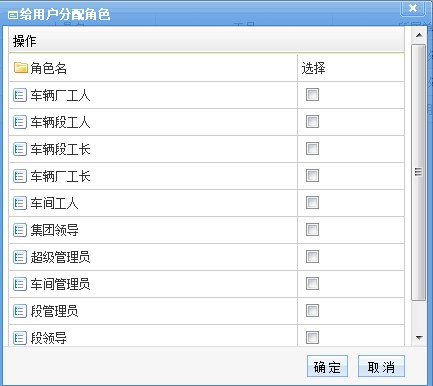 给用户分配角色
操作
角色名 选择
车辆厂工人
车辆段工人
车辆段工长
车辆厂工长
车间工人
集团领导
超级管理员
车间管理员
段管理员
段领导
确定 取消